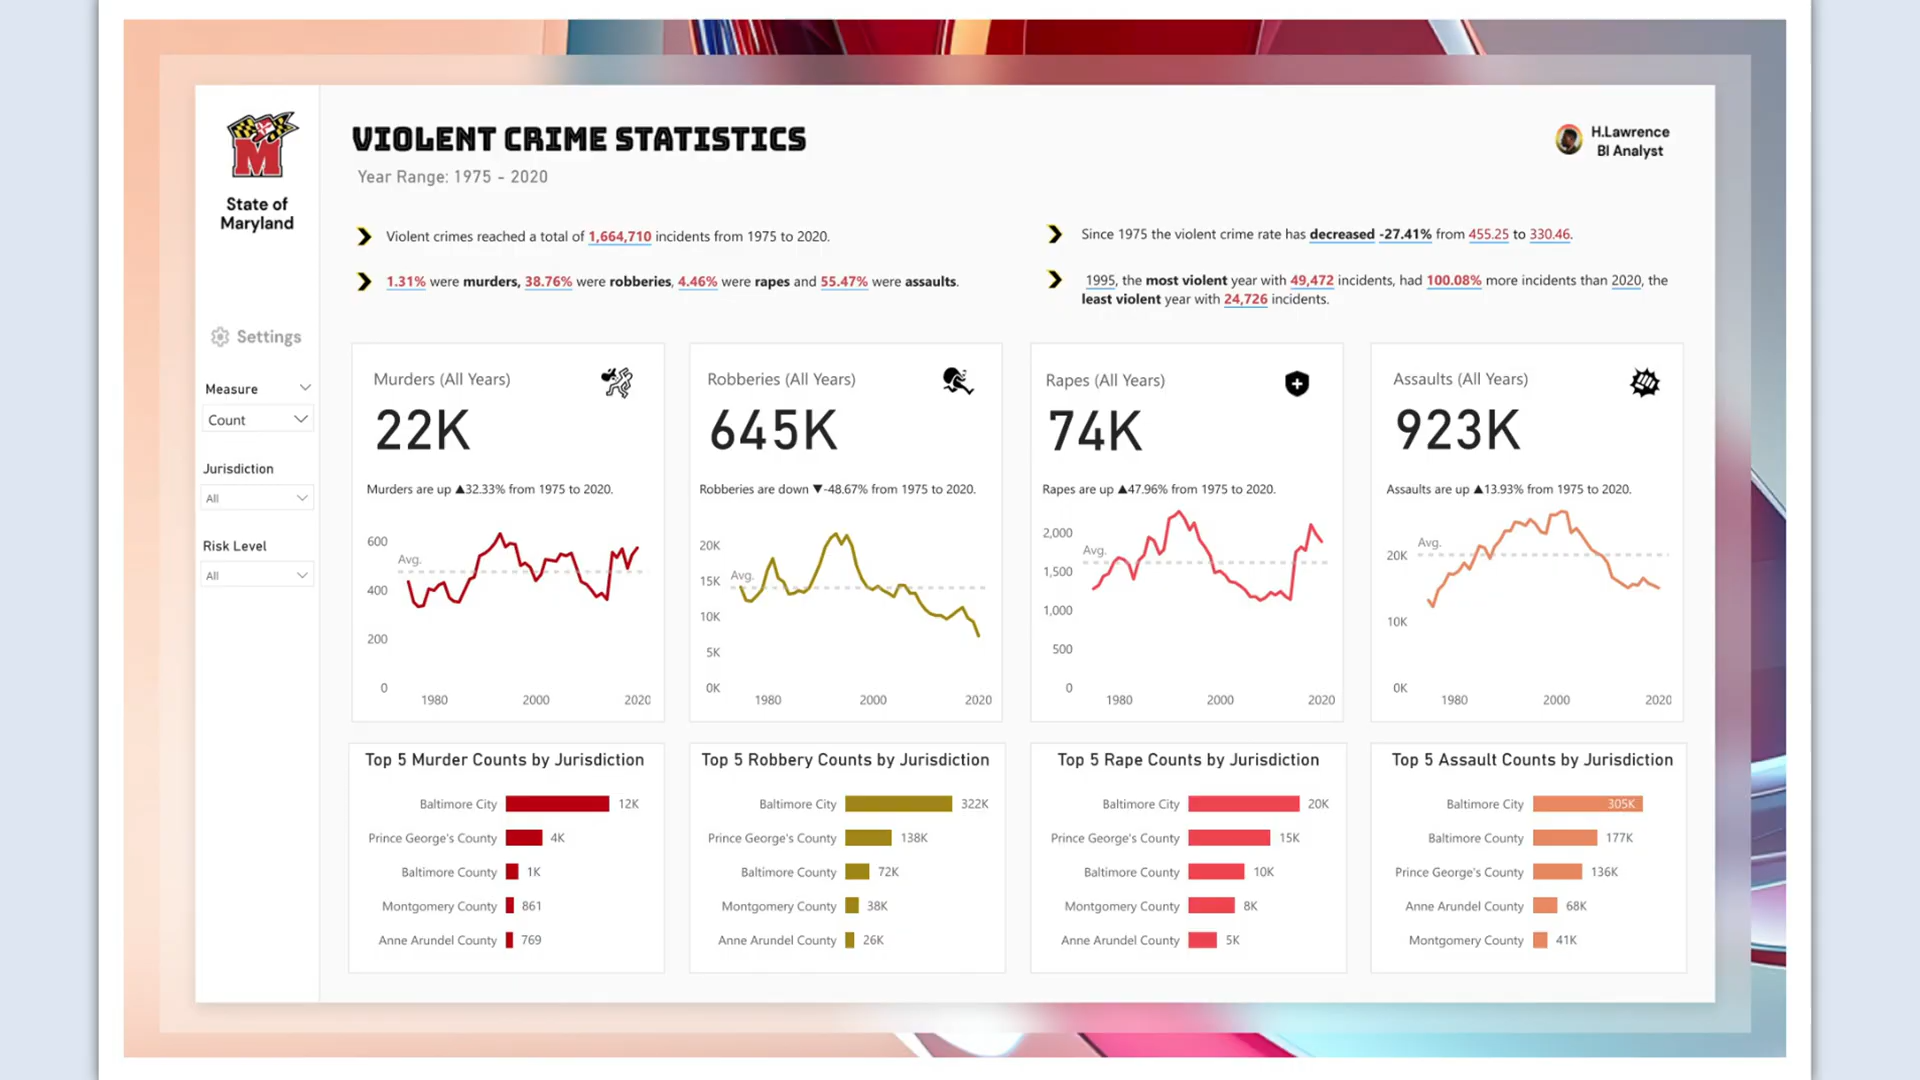 M
State of
Maryland
VIOLENT CRIME STATISTICS
Year Range: 1975 - 2020
H.Lawrence
BI Analyst
Violent crimes reached a total of 1,664,710 incidents from 1975 to 2020.
1.31% were murders, 38.76% were robberies, 4.46% were rapes and 55.47% were assaults.
Since 1975 the violent crime rate has decreased -27.41% from 455.25 to 330.46.
1995, the most violent year with 49,472 incidents, had 100.08% more incidents than 2020, the
least violent year with 24,726 incidents.
Settings
Measure
Count
Jurisdiction
All
Risk Level
All
Murders (All Years)
22K
Murders are up ▲32.33% from 1975 to 2020.
600
Avg.
400
200
0
1980 2000 2020
Robberies (All Years)
645K
Robberies are down ▼-48.67% from 1975 to 2020.
20K
Avg.
15K
10K
5K
0K
1980 2000 2020
Rapes (All Years)
74K
Rapes are up ▲47.96% from 1975 to 2020.
2,000
Avg.
1,500
1,000
500
0
1980 2000 2020
Assaults (All Years)
923K
Assaults are up ▲13.93% from 1975 to 2020.
Avg.
20K
10K
0K
1980 2000 2020
Top 5 Murder Counts by Jurisdiction
Baltimore City 12K
Prince George's County 4K
Baltimore County 1K
Montgomery County 861
Anne Arundel County 769
Top 5 Robbery Counts by Jurisdiction
Baltimore City 322K
Prince George's County 138K
Baltimore County 72K
Montgomery County 38K
Anne Arundel County 26K
Top 5 Rape Counts by Jurisdiction
Baltimore City 20K
Prince George's County 15K
Baltimore County 10K
Montgomery County 8K
Anne Arundel County 5K
Top 5 Assault Counts by Jurisdiction
Baltimore City 305K
Baltimore County 177K
Prince George's County 136K
Anne Arundel County 68K
Montgomery County 41K